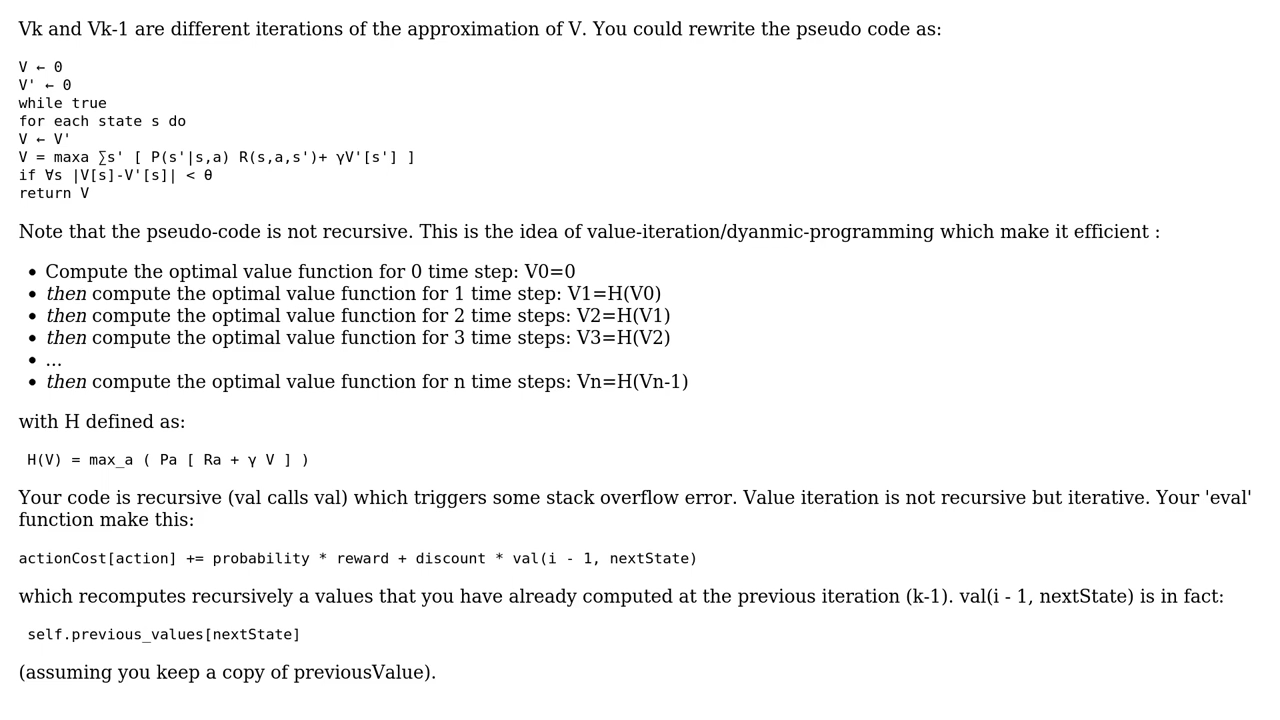 Vk and Vk-1 are different iterations of the approximation of V. You could rewrite the pseudo code as:
V ← 0
V' ← 0
while true
for each state s do
V ← V'
V = maxa ∑s' [ P(s'|s,a) R(s,a,s')+ γV'[s'] ]
if ∀s |V[s]-V'[s]| < θ
return V
Note that the pseudo-code is not recursive. This is the idea of value-iteration/dyanmic-programming which make it efficient :
• Compute the optimal value function for 0 time step: V0=0
• then compute the optimal value function for 1 time step: V1=H(V0)
• then compute the optimal value function for 2 time steps: V2=H(V1)
• then compute the optimal value function for 3 time steps: V3=H(V2)
• ...
• then compute the optimal value function for n time steps: Vn=H(Vn-1)
with H defined as:
H(V) = max_a ( Pa [ Ra + γ V ] )
Your code is recursive (val calls val) which triggers some stack overflow error. Value iteration is not recursive but iterative. Your 'eval'
function make this:
actionCost[action] += probability * reward + discount * val(i - 1, nextState)
which recomputes recursively a values that you have already computed at the previous iteration (k-1). val(i - 1, nextState) is in fact:
self.previous_values[nextState]
(assuming you keep a copy of previousValue).